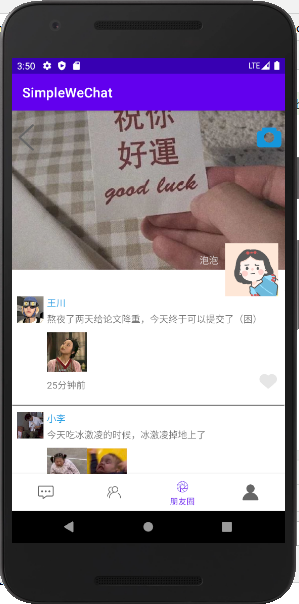 3:50
LTE
SimpleWeChat
祝你
好運
good luck
泡泡
王川
熬夜了两天给论文降重，今天终于可以提交了（困）
25分钟前
小李
今天吃冰激凌的时候，冰激凌掉地上了
朋友圈